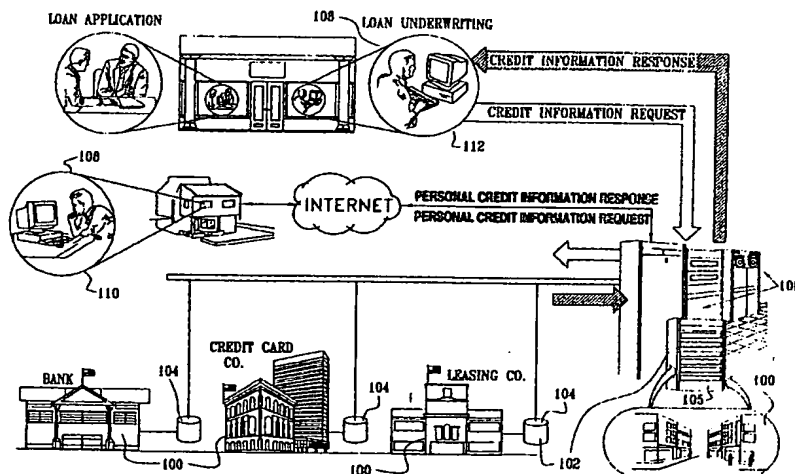 LOAN APPLICATION
108
LOAN UNDERWRITING
CREDIT INFORMATION RESPONSE
CREDIT INFORMATION REQUEST
112
108
INTERNET
PERSONAL CREDIT INFORMATION RESPONSE
PERSONAL CREDIT INFORMATION REQUEST
110
BANK
104
CREDIT CARD
CO.
104
LEASING CO.
104
105
100
100
100
102